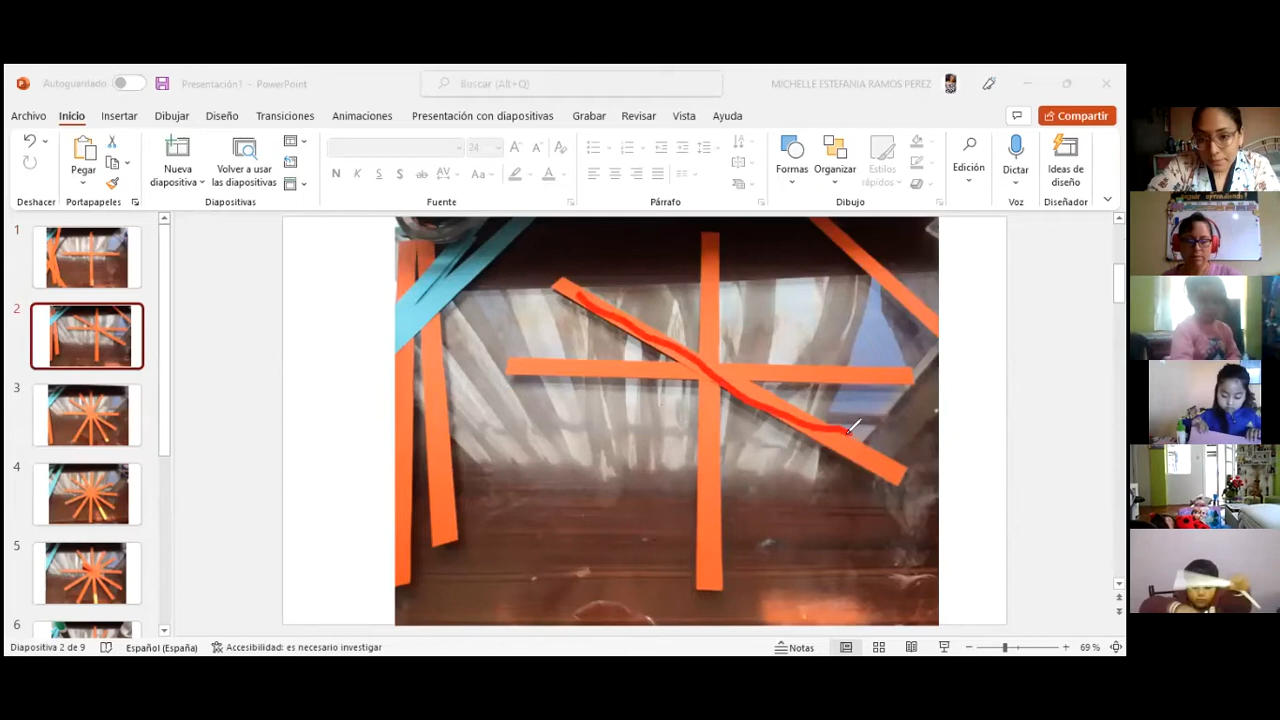 Autoguardado
Presentación1 - PowerPoint
Buscar (Alt+Q)
MICHELLE ESTEFANIA RAMOS PEREZ
Archivo Inicio Insertar Dibujar Diseño Transiciones Animaciones Presentación con diapositivas Grabar Revisar Vista Ayuda
Compartir
Pegar
Nueva diapositiva
Volver a usar las diapositivas
24
N K S S ab AV Aa A
Formas
Organizar
Estilos rápidos
Edición
Dictar
Ideas de diseño
Deshacer Portapapeles Diapositivas Fuente Párrafo Dibujo Voz Diseñador
1
2
3
4
5
6
Diapositiva 2 de 9 Español (España) Accesibilidad: es necesario investigar Notas 69 %